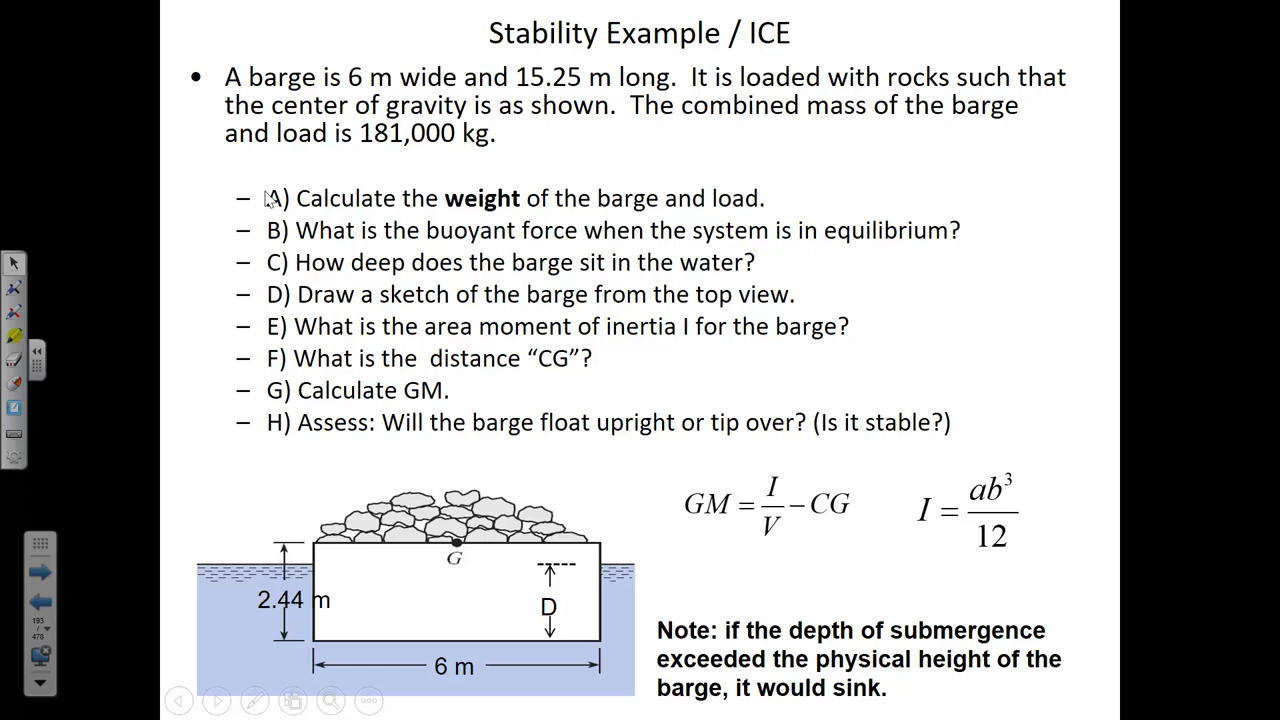 Stability Example / ICE
• A barge is 6 m wide and 15.25 m long. It is loaded with rocks such that
the center of gravity is as shown. The combined mass of the barge
and load is 181,000 kg.
– A) Calculate the weight of the barge and load.
– B) What is the buoyant force when the system is in equilibrium?
– C) How deep does the barge sit in the water?
– D) Draw a sketch of the barge from the top view.
– E) What is the area moment of inertia I for the barge?
– F) What is the distance “CG”?
– G) Calculate GM.
– H) Assess: Will the barge float upright or tip over? (Is it stable?)
GM = I/V − CG
I = ab³/12
G
2.44 m
D
6 m
Note: if the depth of submergence
exceeded the physical height of the
barge, it would sink.
193
/
478